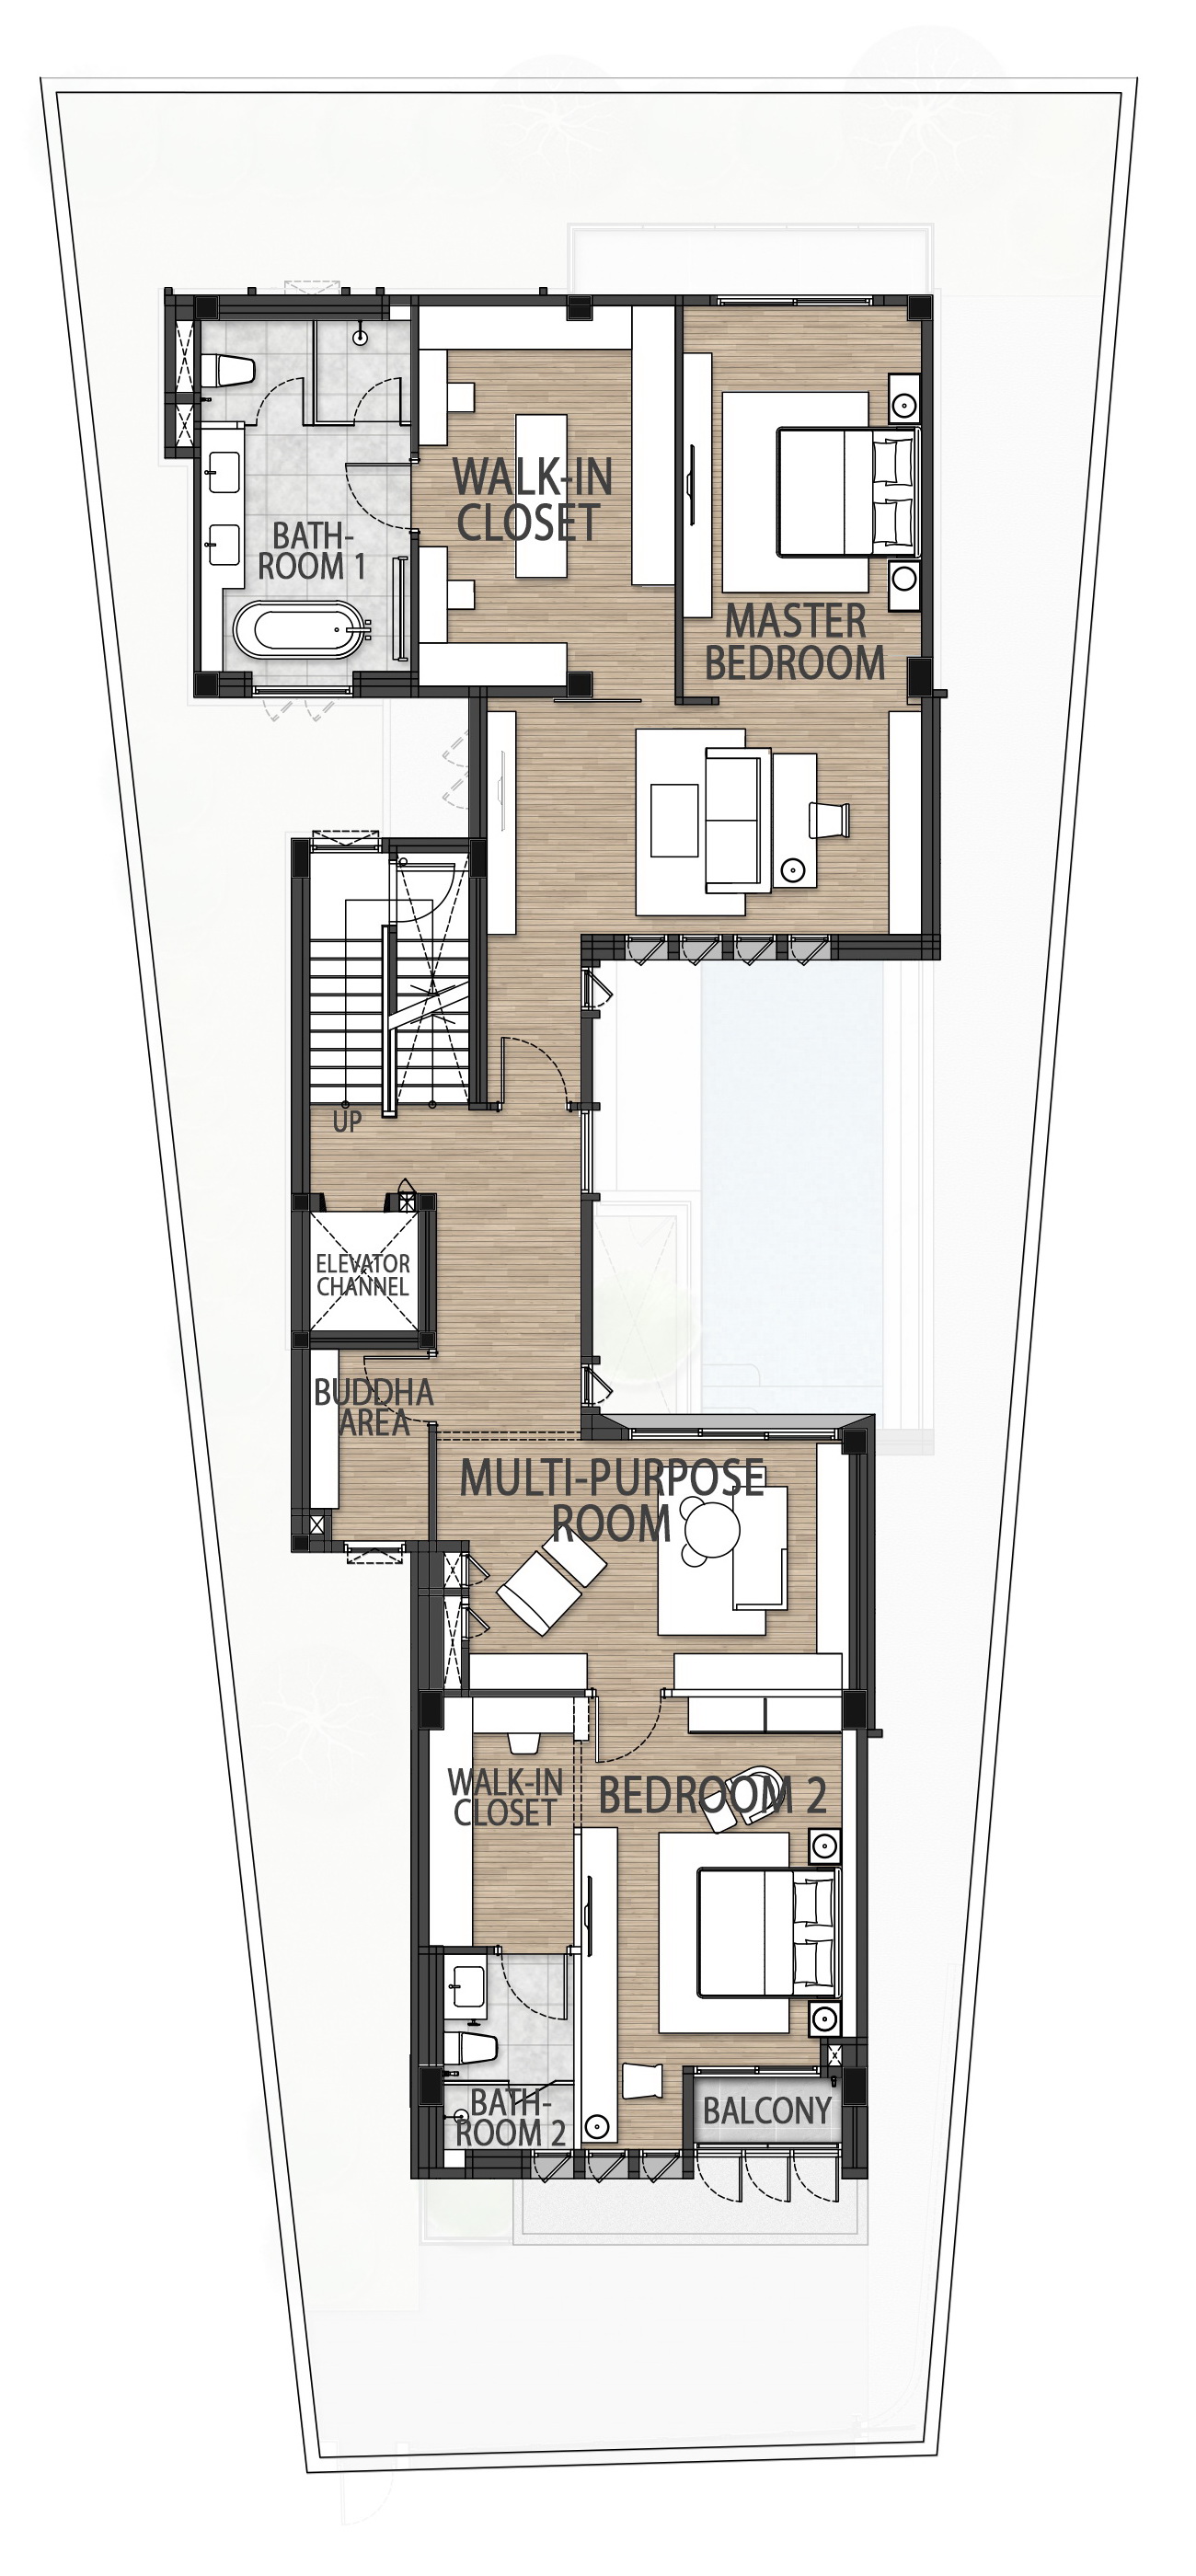 WALK-IN
CLOSET
BATH-
ROOM 1
MASTER
BEDROOM
UP
ELEVATOR
CHANNEL
BUDDHA
AREA
MULTI-PURPOSE
ROOM
WALK-IN
CLOSET
BEDROOM 2
BATH-
ROOM 2
BALCONY